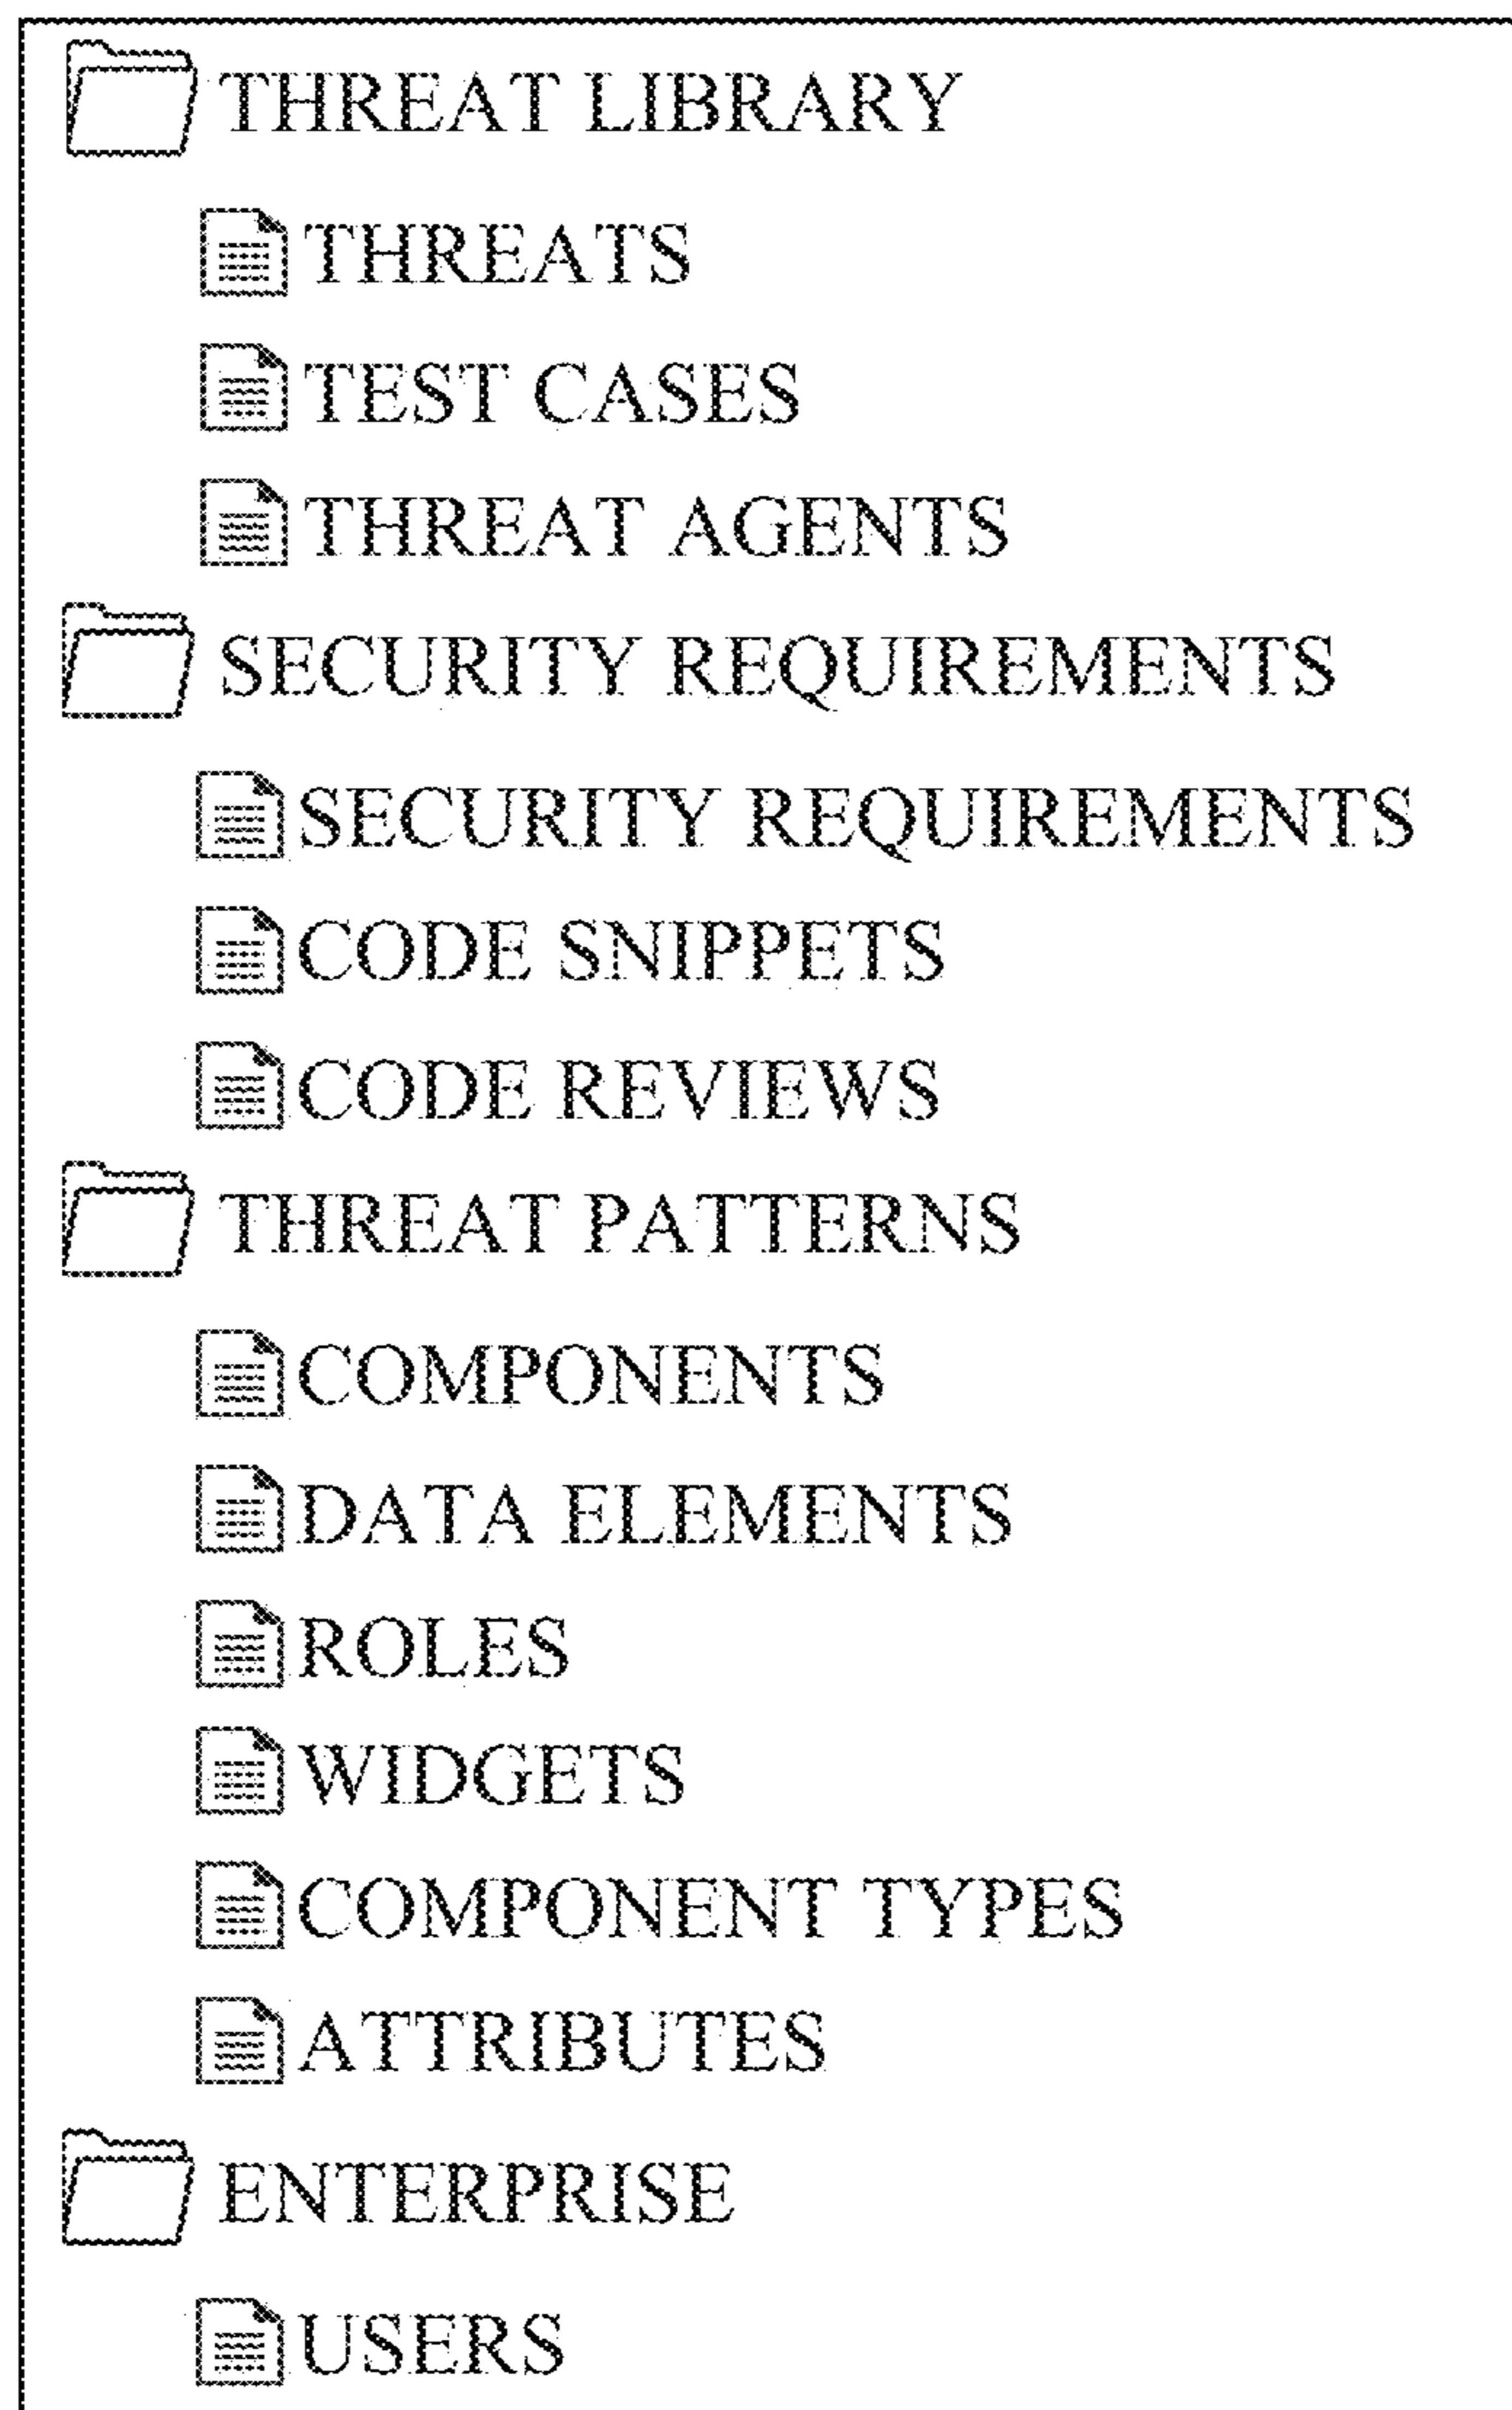 THREAT LIBRARY
THREATS
TEST CASES
THREAT AGENTS
SECURITY REQUIREMENTS
SECURITY REQUIREMENTS
CODE SNIPPETS
CODE REVIEWS
THREAT PATTERNS
COMPONENTS
DATA ELEMENTS
ROLES
WIDGETS
COMPONENT TYPES
ATTRIBUTES
ENTERPRISE
USERS